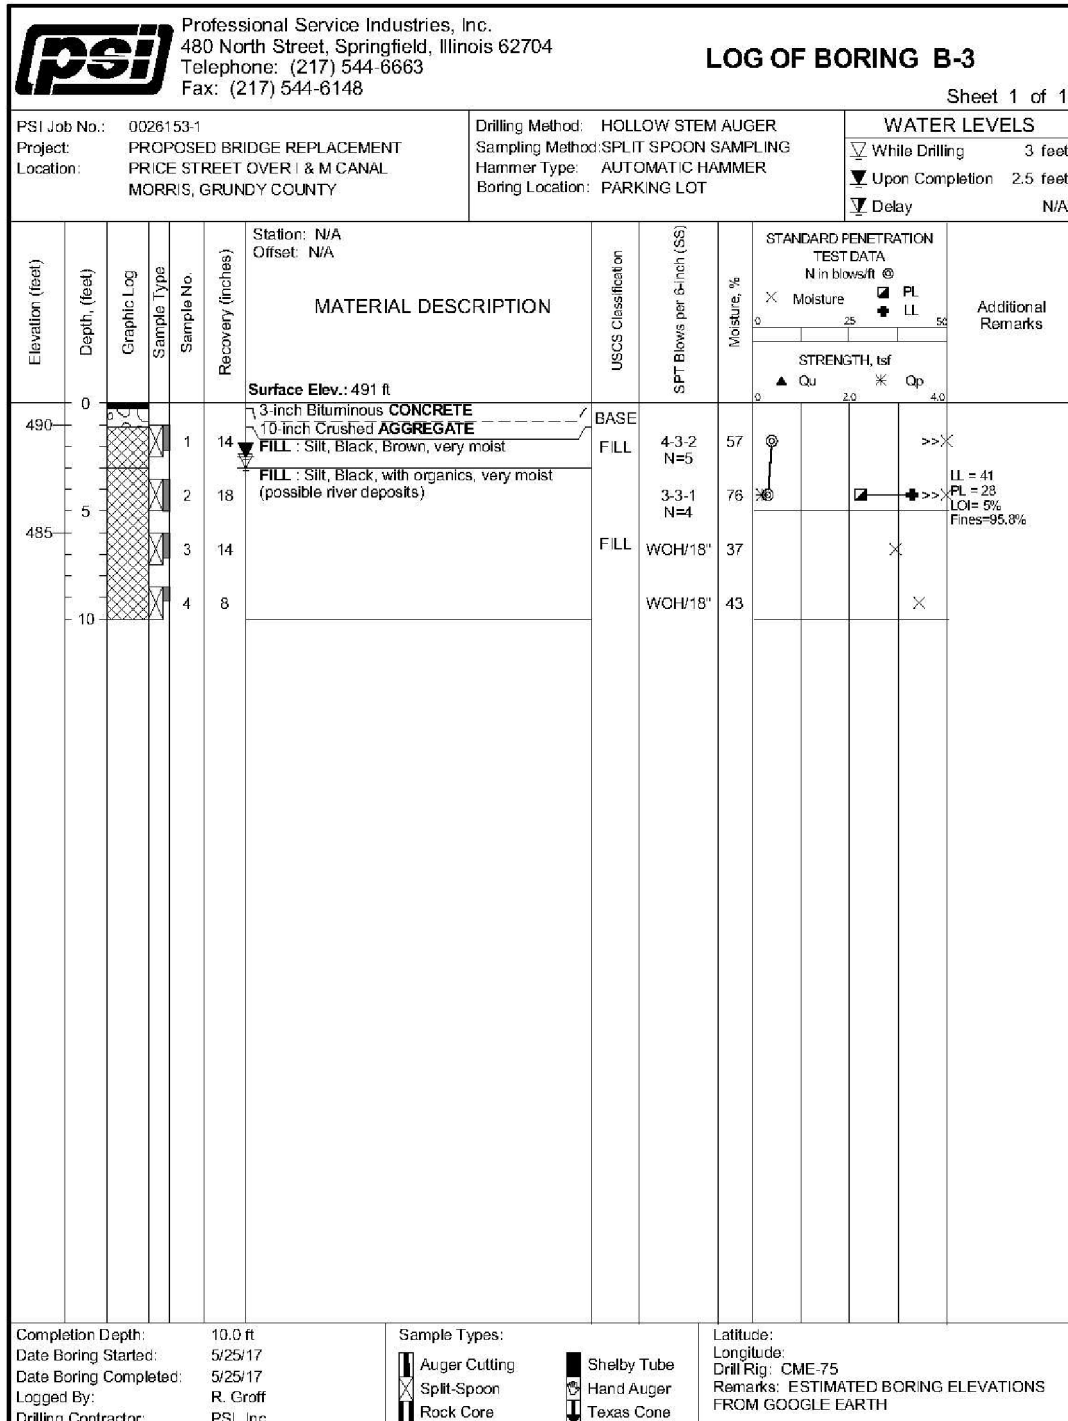 psi
Professional Service Industries, Inc.
480 North Street, Springfield, Illinois 62704
Telephone: (217) 544-6663
Fax: (217) 544-6148
LOG OF BORING B-3
Sheet 1 of 1
PSI Job No.: 0026153-1
Project: PROPOSED BRIDGE REPLACEMENT
Location: PRICE STREET OVER I & M CANAL
MORRIS, GRUNDY COUNTY
Drilling Method: HOLLOW STEM AUGER
Sampling Method: SPLIT SPOON SAMPLING
Hammer Type: AUTOMATIC HAMMER
Boring Location: PARKING LOT
WATER LEVELS
While Drilling 3 feet
Upon Completion 2.5 feet
Delay N/A
Elevation (feet)
Depth, (feet)
Graphic Log
Sample Type
Sample No.
Recovery (inches)
Station: N/A
Offset: N/A
MATERIAL DESCRIPTION
Surface Elev.: 491 ft
USCS Classification
SPT Blows per 6-inch (SS)
Moisture, %
STANDARD PENETRATION
TEST DATA
N in blows/ft
Moisture
PL
LL
0 25 50
STRENGTH, tsf
Qu Qp
0 2.0 4.0
Additional
Remarks
0
3-inch Bituminous CONCRETE
490
BASE
10-inch Crushed AGGREGATE
1 14 FILL : Silt, Black, Brown, very moist FILL 4-3-2 57 >>
N=5
FILL : Silt, Black, with organics, very moist
(possible river deposits)
2 18 3-3-1 76 >>
N=4
LL = 41
PL = 28
LOI= 5%
Fines=95.8%
5
485
3 14 FILL WOH/18" 37
4 8 WOH/18" 43
10
Completion Depth: 10.0 ft
Date Boring Started: 5/25/17
Date Boring Completed: 5/25/17
Logged By: R. Groff
Drilling Contractor: PSI, Inc.
Sample Types:
Auger Cutting
Split-Spoon
Rock Core
Shelby Tube
Hand Auger
Texas Cone
Latitude:
Longitude:
Drill Rig: CME-75
Remarks: ESTIMATED BORING ELEVATIONS
FROM GOOGLE EARTH